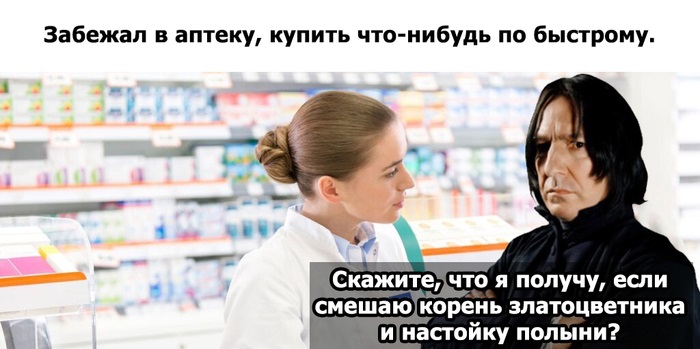 Забежал в аптеку, купить что-нибудь по быстрому.
Скажите, что я получу, если
смешаю корень златоцветника
и настойку полыни?